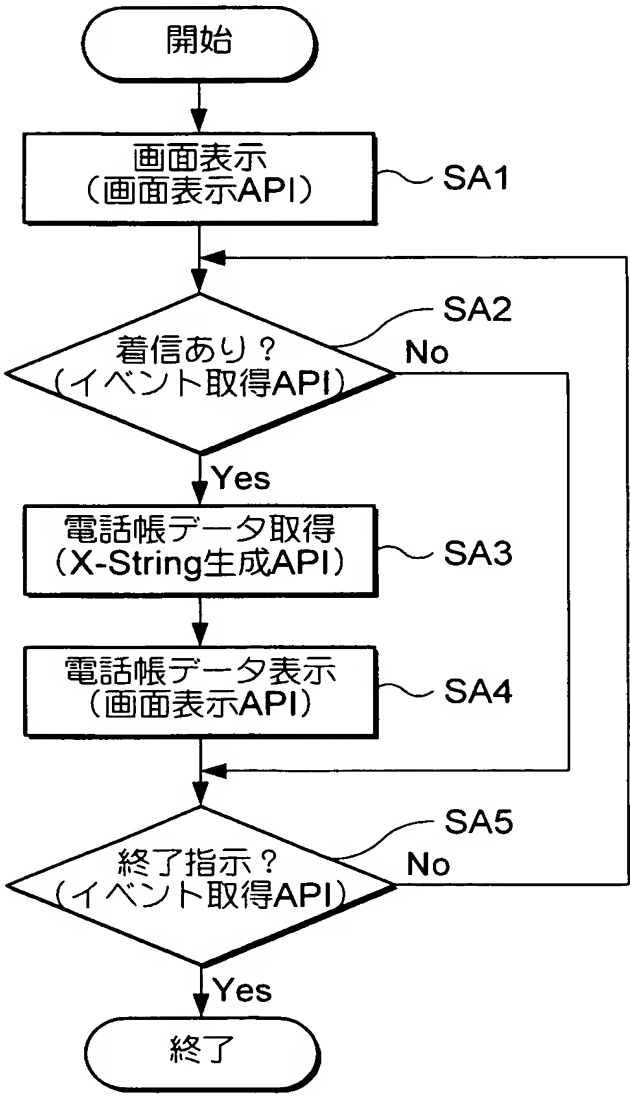 開始
画面表示
(画面表示API)
SA1
着信あり?
(イベント取得API)
SA2
No
Yes
電話帳データ取得
(X-String生成API)
SA3
電話帳データ表示
(画面表示API)
SA4
終了指示?
(イベント取得API)
SA5
No
Yes
終了